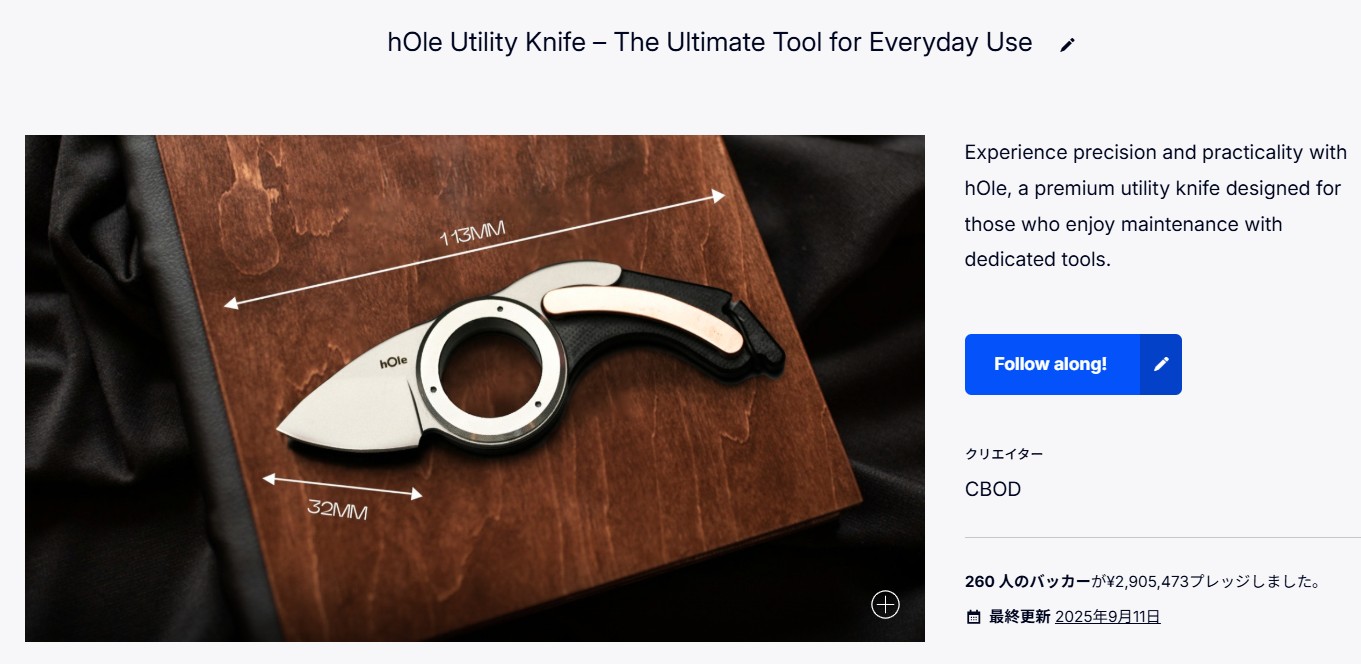 hOle Utility Knife – The Ultimate Tool for Everyday Use
113MM
hOle
32MM
Experience precision and practicality with
hOle, a premium utility knife designed for
those who enjoy maintenance with
dedicated tools.
Follow along!
クリエイター
CBOD
260 人のバッカーが¥2,905,473プレッジしました。
最終更新 2025年9月11日